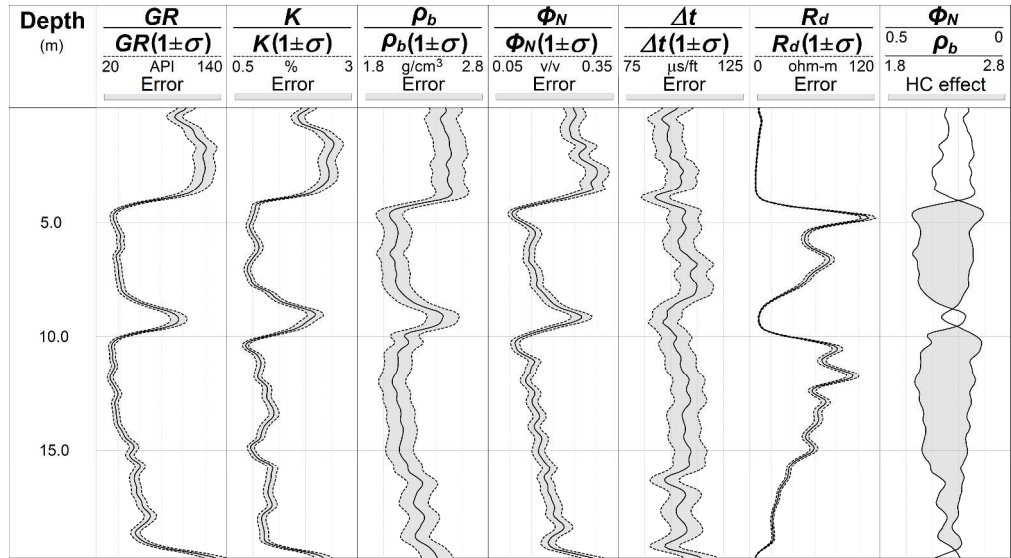 Depth GR K ρb ΦN Δt Rd ΦN
(m) GR(1±σ) K(1±σ) ρb(1±σ) ΦN(1±σ) Δt(1±σ) Rd(1±σ) 0.5 0
ρb
20 API 140 0.5 % 3 1.8 g/cm³ 2.8 0.05 v/v 0.35 75 μs/ft 125 0 ohm-m 120 1.8 2.8
Error Error Error Error Error Error HC effect
5.0
10.0
15.0